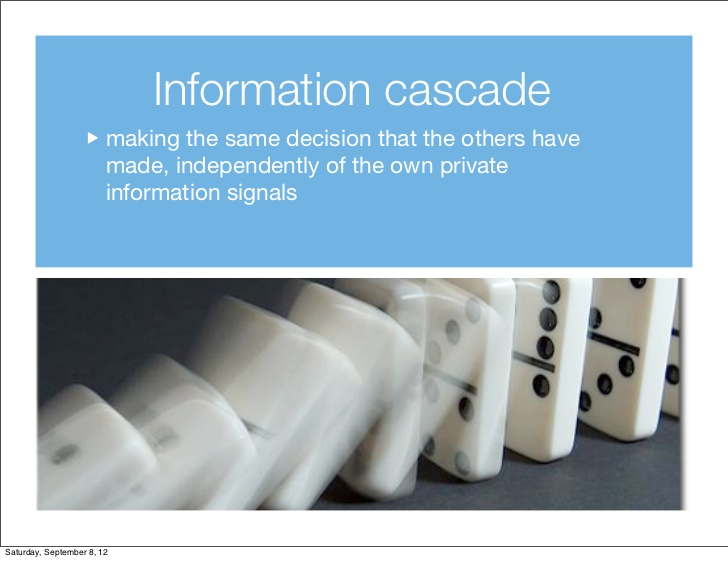 Information cascade
▶ making the same decision that the others have
made, independently of the own private
information signals
Saturday, September 8, 12